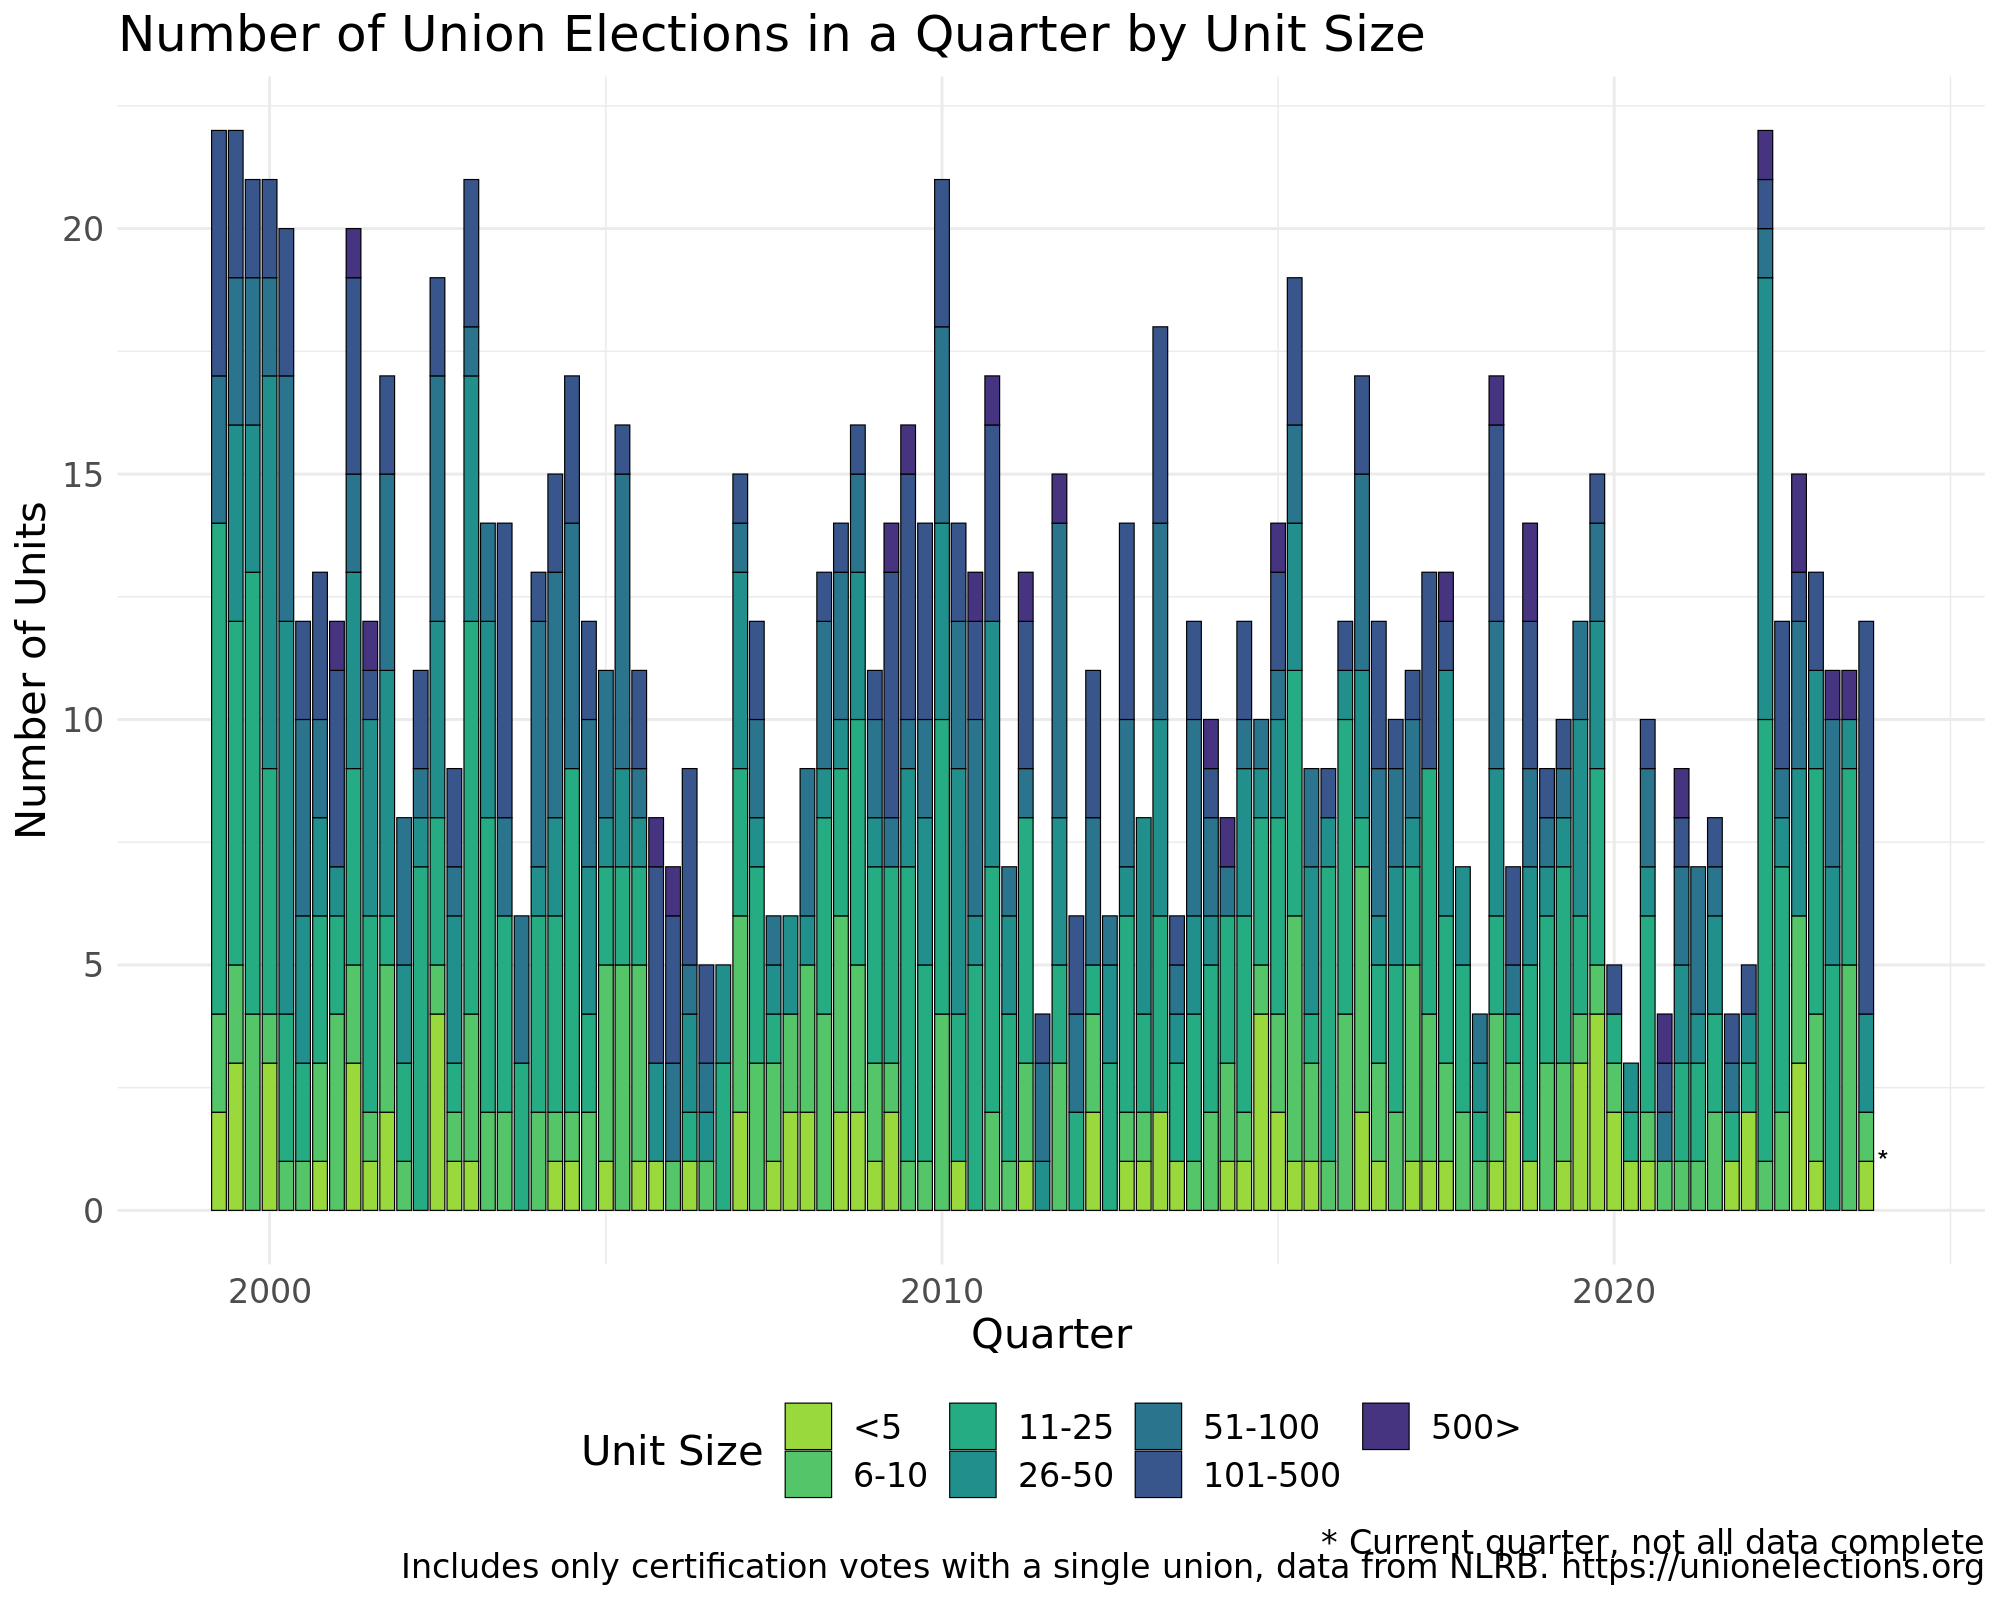 Number of Union Elections in a Quarter by Unit Size
Number of Units
20
15
10
5
0
*
2000 2010 2020
Quarter
Unit Size
<5 11-25 51-100 500>
6-10 26-50 101-500
* Current quarter, not all data complete
Includes only certification votes with a single union, data from NLRB. https://unionelections.org